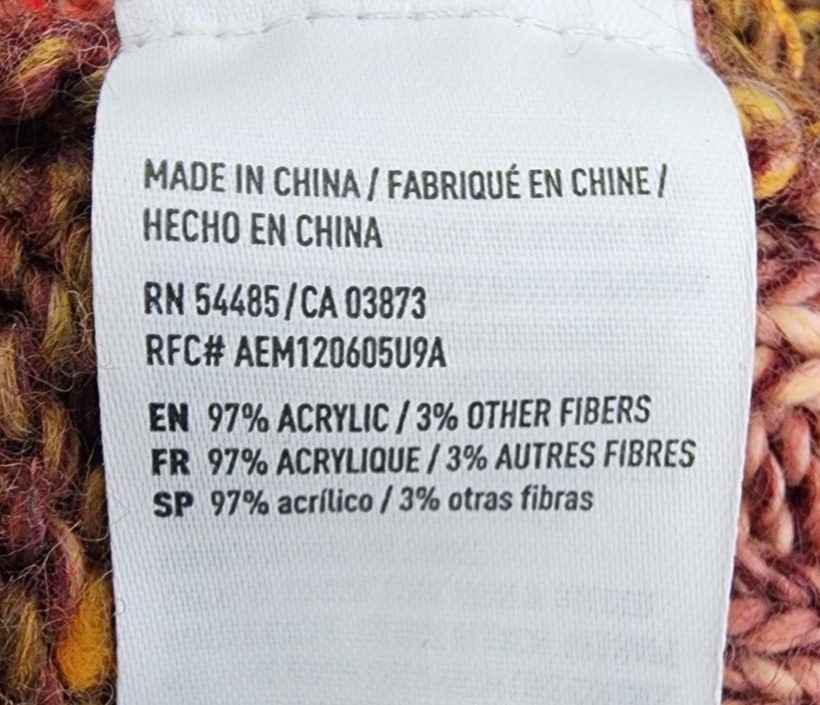 MADE IN CHINA / FABRIQUÉ EN CHINE /
HECHO EN CHINA
RN 54485/CA 03873
RFC# AEM120605U9A
EN 97% ACRYLIC / 3% OTHER FIBERS
FR 97% ACRYLIQUE / 3% AUTRES FIBRES
SP 97% acrílico / 3% otras fibras